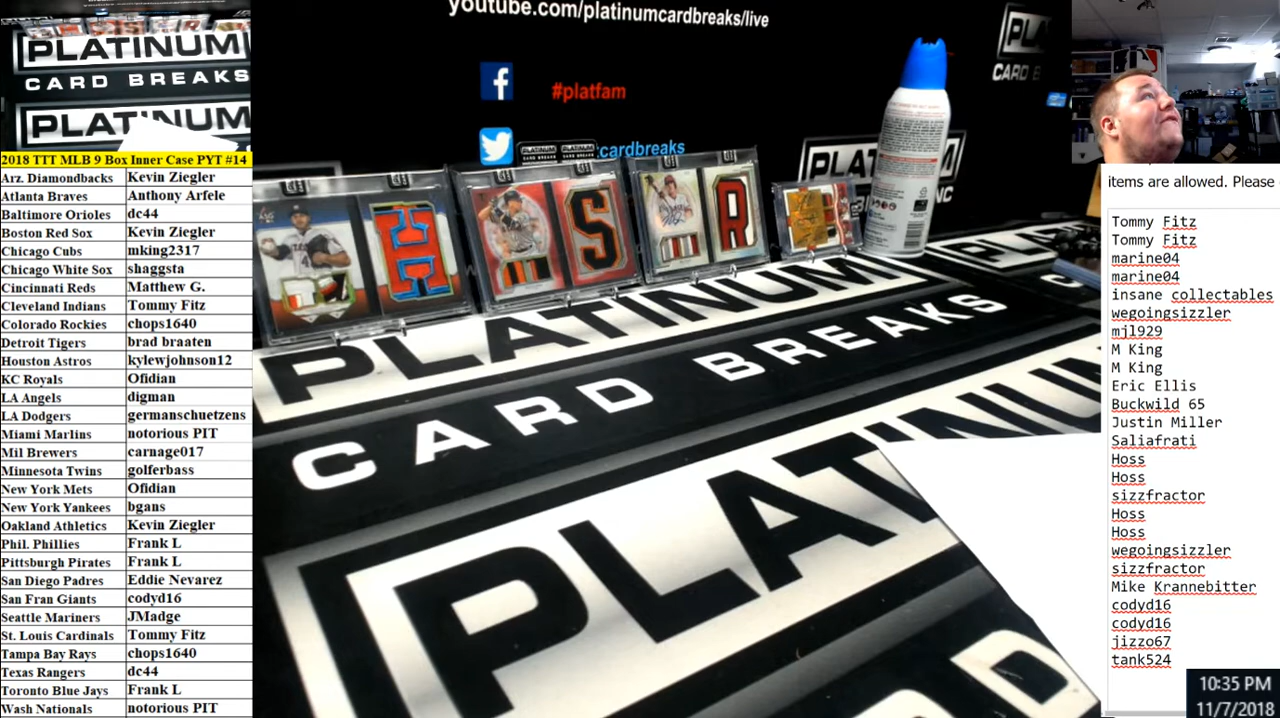 PLATINUM
CARD BREAKS
PLATINUM
2018 TTT MLB 9 Box Inner Case PYT #14
Arz. Diamondbacks Kevin Ziegler
Atlanta Braves Anthony Arfele
Baltimore Orioles dc44
Boston Red Sox Kevin Ziegler
Chicago Cubs mking2317
Chicago White Sox shaggsta
Cincinnati Reds Matthew G.
Cleveland Indians Tommy Fitz
Colorado Rockies chops1640
Detroit Tigers brad braaten
Houston Astros kylewjohnson12
KC Royals Ofidian
LA Angels digman
LA Dodgers germanschuetzens
Miami Marlins notorious PIT
Mil Brewers carnage017
Minnesota Twins golferbass
New York Mets Ofidian
New York Yankees bgans
Oakland Athletics Kevin Ziegler
Phil. Phillies Frank L
Pittsburgh Pirates Frank L
San Diego Padres Eddie Nevarez
San Fran Giants codyd16
Seattle Mariners JMadge
St. Louis Cardinals Tommy Fitz
Tampa Bay Rays chops1640
Texas Rangers dc44
Toronto Blue Jays Frank L
Wash Nationals notorious PIT
youtube.com/platinumcardbreaks/live
#platfam
cardbreaks
H
S
R
PLATINUM
CARD BREAKS
PLAT
items are allowed. Please
Tommy Fitz
Tommy Fitz
marine04
marine04
insane collectables
wegoingsizzler
mjl929
M King
M King
Eric Ellis
Buckwild 65
Justin Miller
Saliafrati
Hoss
Hoss
sizzfractor
Hoss
Hoss
wegoingsizzler
sizzfractor
Mike Krannebitter
codyd16
codyd16
jizzo67
tank524
10:35 PM
11/7/2018